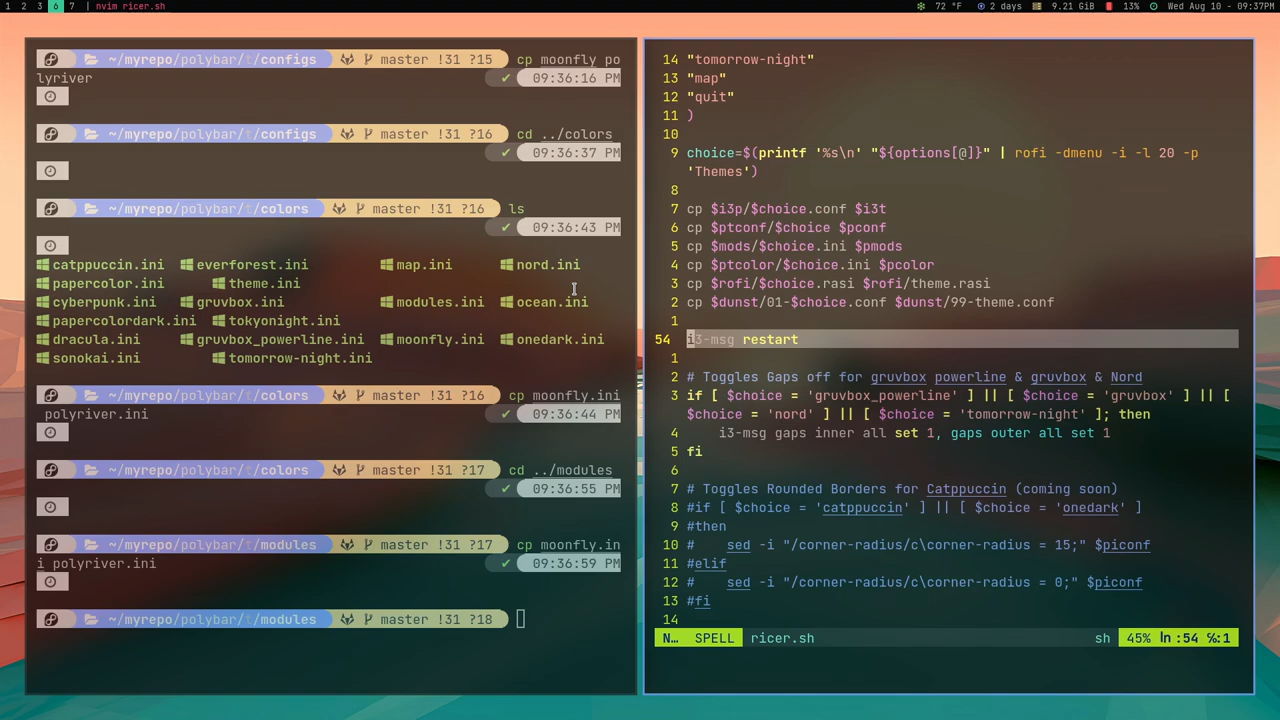 1 2 3 6 7 | nvim ricer.sh 72 °F 2 days 9.21 GiB 13% Wed Aug 10 - 09:37PM
~/myrepo/polybar/t/configs master !31 ?15 cp moonfly po
lyriver ✔ 09:36:16 PM
~/myrepo/polybar/t/configs master !31 ?16 cd ../colors
✔ 09:36:37 PM
~/myrepo/polybar/t/colors master !31 ?16 ls
✔ 09:36:43 PM
catppuccin.ini everforest.ini map.ini nord.ini
papercolor.ini theme.ini
cyberpunk.ini gruvbox.ini modules.ini ocean.ini
papercolordark.ini tokyonight.ini
dracula.ini gruvbox_powerline.ini moonfly.ini onedark.ini
sonokai.ini tomorrow-night.ini
~/myrepo/polybar/t/colors master !31 ?16 cp moonfly.ini
polyriver.ini ✔ 09:36:44 PM
~/myrepo/polybar/t/colors master !31 ?17 cd ../modules
✔ 09:36:55 PM
~/myrepo/polybar/t/modules master !31 ?17 cp moonfly.in
i polyriver.ini ✔ 09:36:59 PM
~/myrepo/polybar/t/modules master !31 ?18
14 "tomorrow-night"
13 "map"
12 "quit"
11 )
10
9 choice=$(printf '%s\n' "${options[@]}" | rofi -dmenu -i -l 20 -p
'Themes')
8
7 cp $i3p/$choice.conf $i3t
6 cp $ptconf/$choice $pconf
5 cp $mods/$choice.ini $pmods
4 cp $ptcolor/$choice.ini $pcolor
3 cp $rofi/$choice.rasi $rofi/theme.rasi
2 cp $dunst/01-$choice.conf $dunst/99-theme.conf
1
54 i3-msg restart
1
2 # Toggles Gaps off for gruvbox powerline & gruvbox & Nord
3 if [ $choice = 'gruvbox_powerline' ] || [ $choice = 'gruvbox' ] || [
$choice = 'nord' ] || [ $choice = 'tomorrow-night' ]; then
4 i3-msg gaps inner all set 1, gaps outer all set 1
5 fi
6
7 # Toggles Rounded Borders for Catppuccin (coming soon)
8 #if [ $choice = 'catppuccin' ] || [ $choice = 'onedark' ]
9 #then
10 # sed -i "/corner-radius/c\corner-radius = 15;" $piconf
11 #elif
12 # sed -i "/corner-radius/c\corner-radius = 0;" $piconf
13 #fi
14
N… SPELL ricer.sh sh 45% ln :54 ℅:1